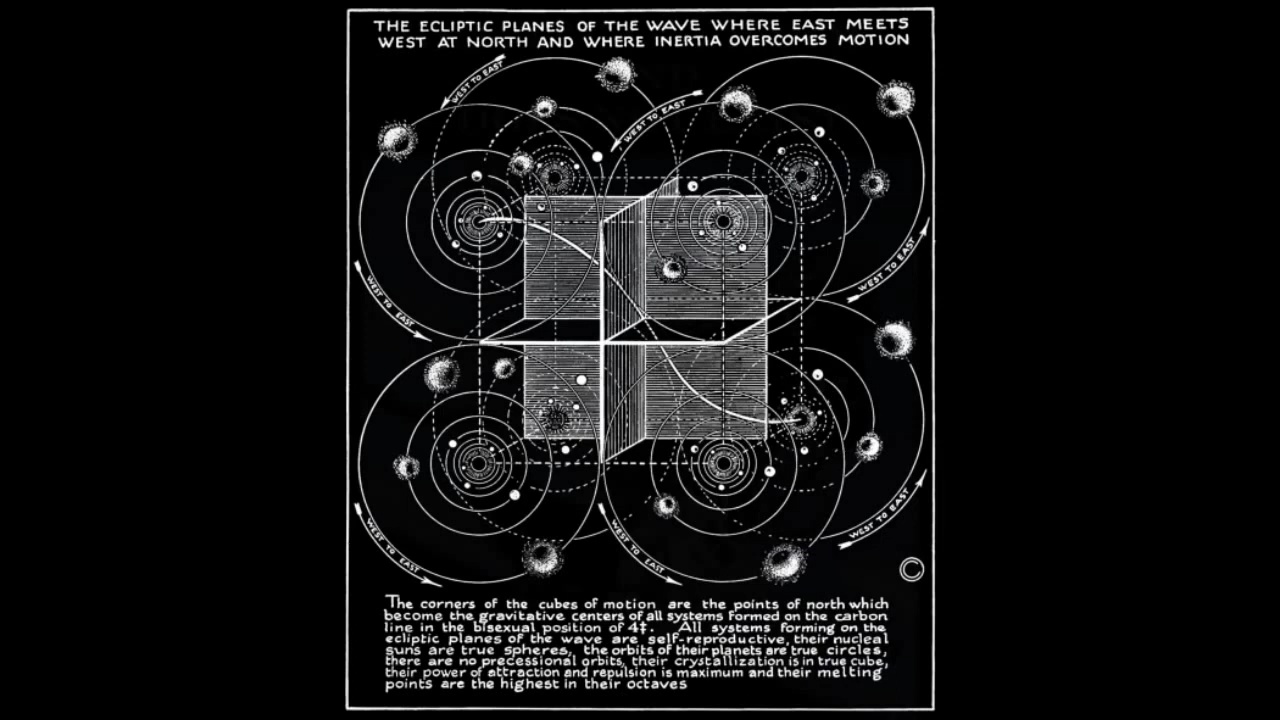 THE ECLIPTIC PLANES OF THE WAVE WHERE EAST MEETS
WEST AT NORTH AND WHERE INERTIA OVERCOMES MOTION
WEST TO EAST
WEST TO EAST
WEST TO EAST
WEST TO EAST
WEST TO EAST
WEST TO EAST
WEST TO EAST
©
The corners of the cubes of motion are the points of north which
become the gravitative centers of all systems formed on the carbon
line in the bisexual position of 4‡. All systems forming on the
ecliptic planes of the wave are self-reproductive, their nuclear
suns are true spheres, the orbits of their planets are true circles,
there are no precessional orbits, their crystallization is in true cube,
their power of attraction and repulsion is maximum and their melting
points are the highest in their octaves